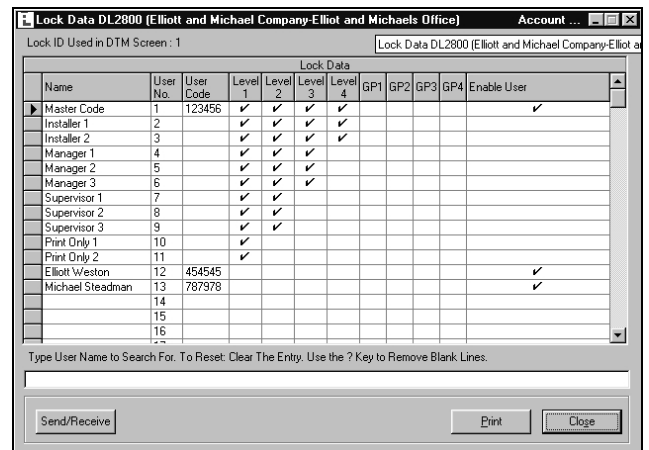 Lock Data DL2800 (Elliott and Michael Company-Elliot and Michaels Office) Account ...
Lock ID Used in DTM Screen : 1
Lock Data DL2800 (Elliott and Michael Company-Elliot a
Lock Data
Name User No. User Code Level 1 Level 2 Level 3 Level 4 GP1 GP2 GP3 GP4 Enable User
Master Code 1 123456 ✔ ✔ ✔ ✔ ✔
Installer 1 2 ✔ ✔ ✔ ✔
Installer 2 3 ✔ ✔ ✔ ✔
Manager 1 4 ✔ ✔ ✔
Manager 2 5 ✔ ✔ ✔
Manager 3 6 ✔ ✔ ✔
Supervisor 1 7 ✔ ✔
Supervisor 2 8 ✔ ✔
Supervisor 3 9 ✔ ✔
Print Only 1 10 ✔
Print Only 2 11 ✔
Elliott Weston 12 454545 ✔
Michael Steadman 13 787978 ✔
14
15
16
Type User Name to Search For. To Reset: Clear The Entry. Use the ? Key to Remove Blank Lines.
Send/Receive Print Close